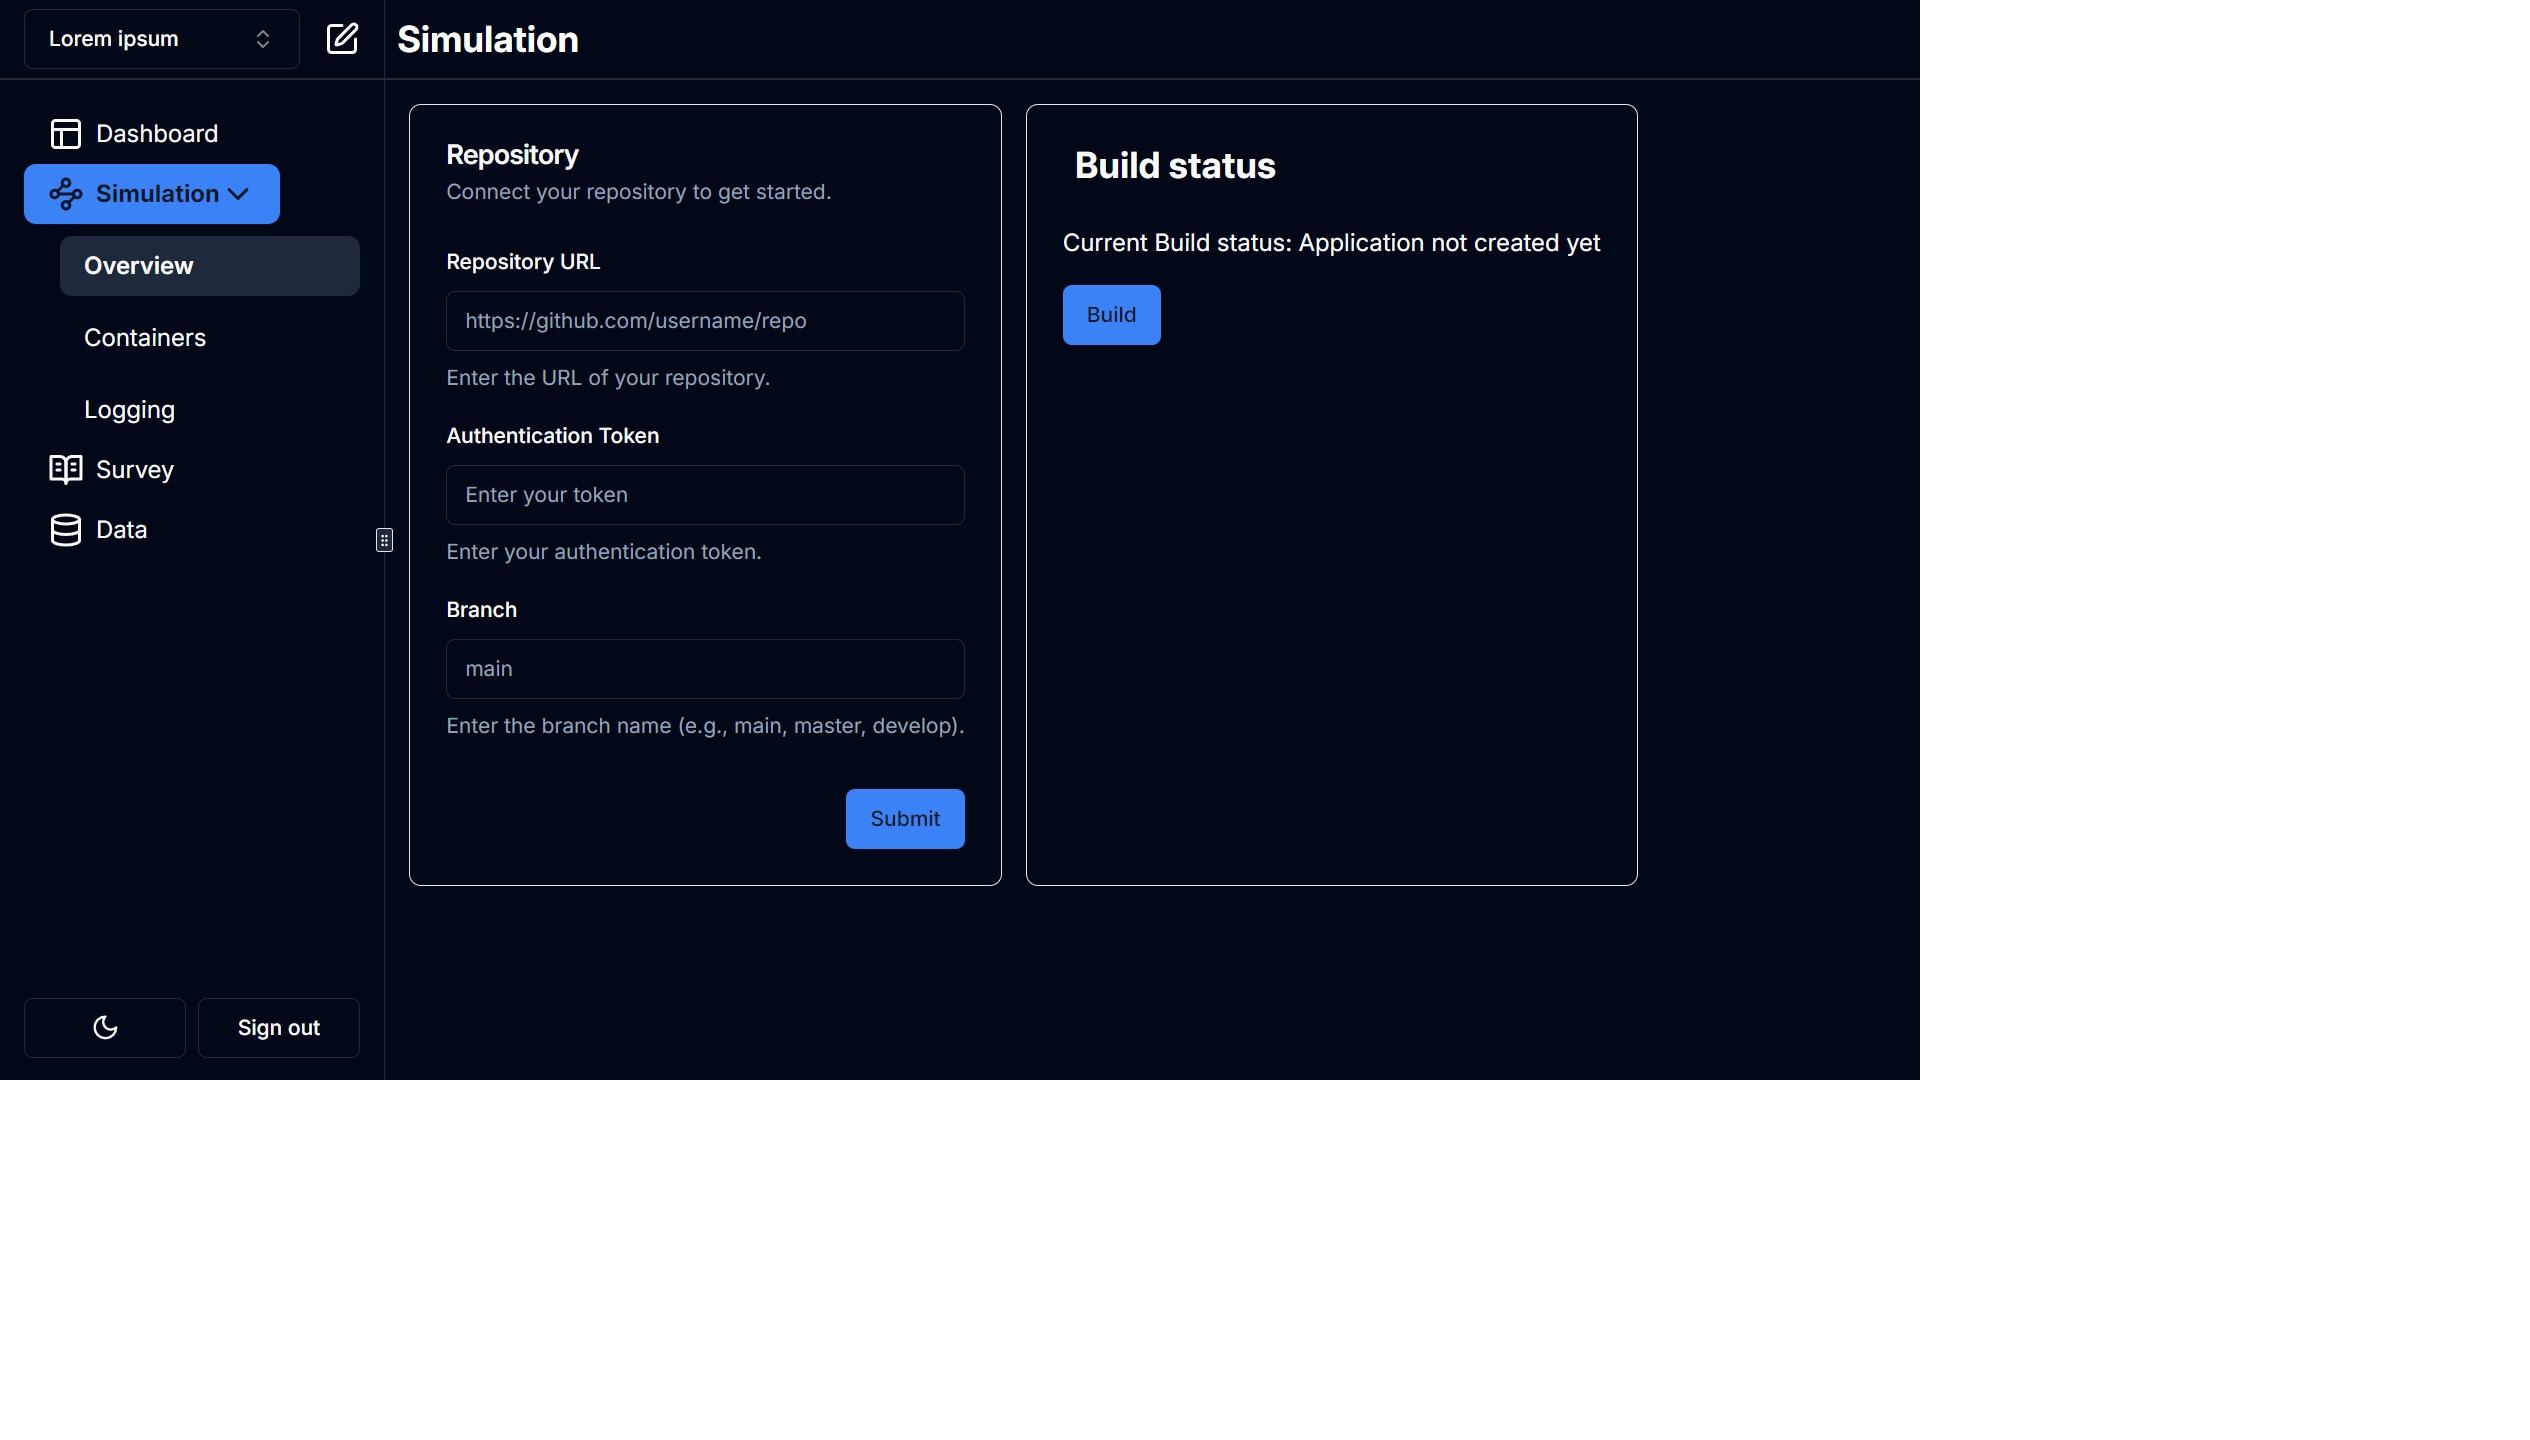 Lorem ipsum
Simulation
Dashboard
Simulation
Overview
Containers
Logging
Survey
Data
Sign out
Repository
Connect your repository to get started.
Repository URL
https://github.com/username/repo
Enter the URL of your repository.
Authentication Token
Enter your token
Enter your authentication token.
Branch
main
Enter the branch name (e.g., main, master, develop).
Submit
Build status
Current Build status: Application not created yet
Build